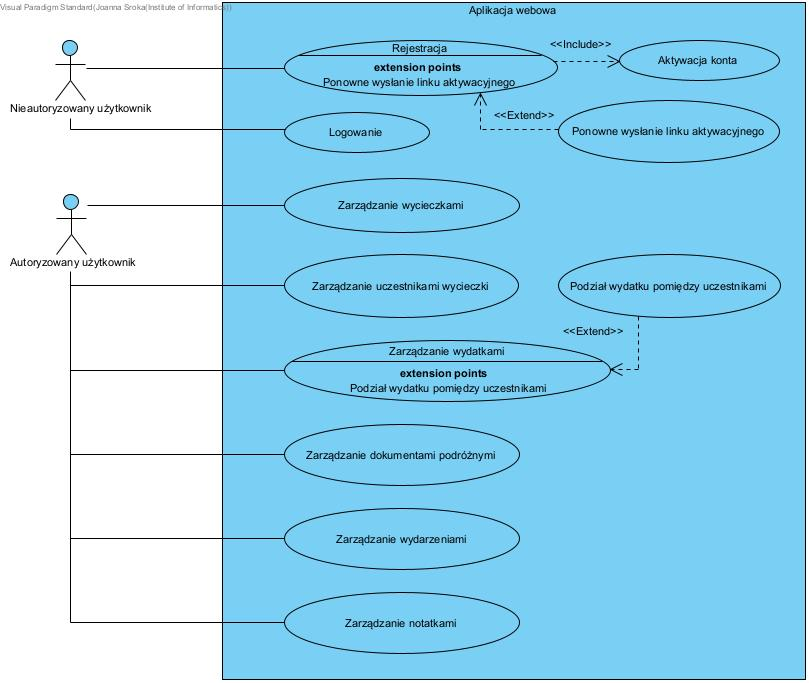 Visual Paradigm Standard(Joanna Sroka(Institute of Informatics))
Aplikacja webowa
Rejestracja
extension points
Ponowne wysłanie linku aktywacyjnego
<<Include>>
Aktywacja konta
Nieautoryzowany użytkownik
<<Extend>>
Logowanie
Ponowne wysłanie linku aktywacyjnego
Zarządzanie wycieczkami
Autoryzowany użytkownik
Zarządzanie uczestnikami wycieczki
Podział wydatku pomiędzy uczestnikami
<<Extend>>
Zarządzanie wydatkami
extension points
Podział wydatku pomiędzy uczestnikami
Zarządzanie dokumentami podróżnymi
Zarządzanie wydarzeniami
Zarządzanie notatkami